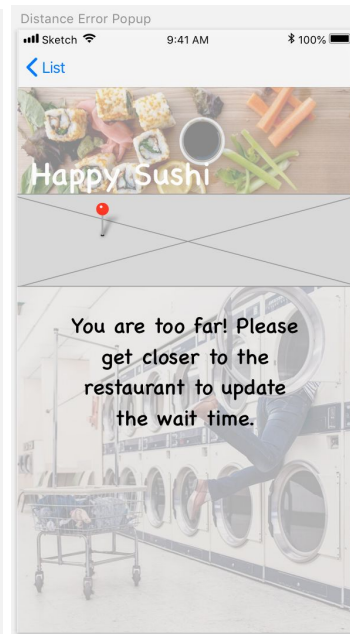 Distance Error Popup
Sketch 9:41 AM 100%
List
Happy Sushi
You are too far! Please
get closer to the
restaurant to update
the wait time.